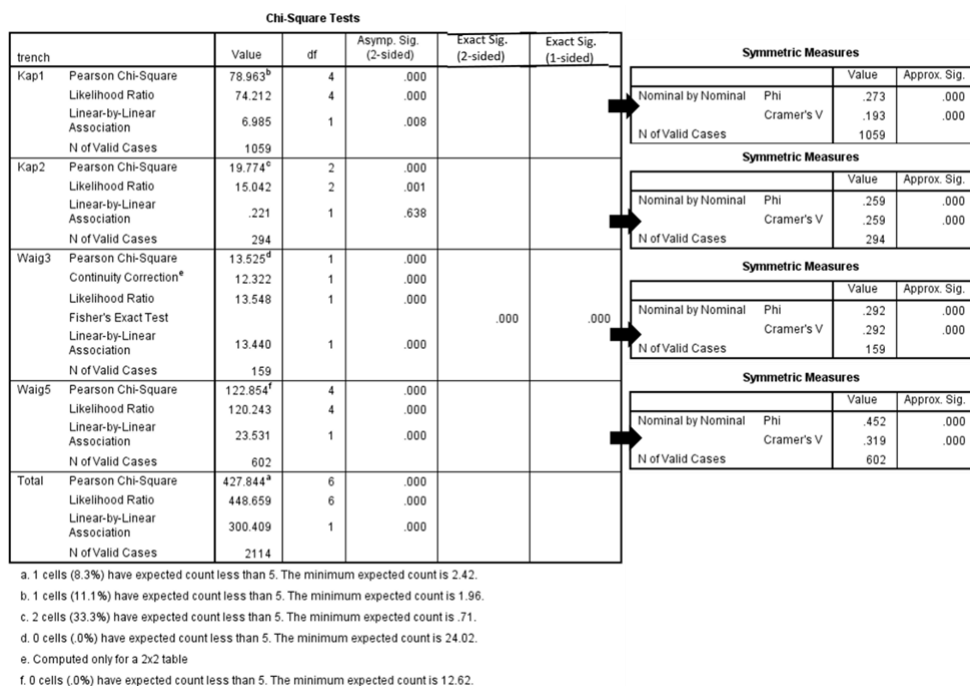 Chi-Square Tests
trench Value df Asymp. Sig. (2-sided) Exact Sig. (2-sided) Exact Sig. (1-sided)
Kap1 Pearson Chi-Square 78.963b 4 .000
Likelihood Ratio 74.212 4 .000
Linear-by-Linear Association 6.985 1 .008
N of Valid Cases 1059
Kap2 Pearson Chi-Square 19.774c 2 .000
Likelihood Ratio 15.042 2 .001
Linear-by-Linear Association .221 1 .638
N of Valid Cases 294
Waig3 Pearson Chi-Square 13.525d 1 .000
Continuity Correctione 12.322 1 .000
Likelihood Ratio 13.548 1 .000
Fisher's Exact Test .000 .000
Linear-by-Linear Association 13.440 1 .000
N of Valid Cases 159
Waig5 Pearson Chi-Square 122.854f 4 .000
Likelihood Ratio 120.243 4 .000
Linear-by-Linear Association 23.531 1 .000
N of Valid Cases 602
Total Pearson Chi-Square 427.844a 6 .000
Likelihood Ratio 448.659 6 .000
Linear-by-Linear Association 300.409 1 .000
N of Valid Cases 2114
a. 1 cells (8.3%) have expected count less than 5. The minimum expected count is 2.42.
b. 1 cells (11.1%) have expected count less than 5. The minimum expected count is 1.96.
c. 2 cells (33.3%) have expected count less than 5. The minimum expected count is .71.
d. 0 cells (.0%) have expected count less than 5. The minimum expected count is 24.02.
e. Computed only for a 2x2 table
f. 0 cells (.0%) have expected count less than 5. The minimum expected count is 12.62.
Symmetric Measures
Value Approx. Sig.
Nominal by Nominal Phi .273 .000
Cramer's V .193 .000
N of Valid Cases 1059
Symmetric Measures
Value Approx. Sig.
Nominal by Nominal Phi .259 .000
Cramer's V .259 .000
N of Valid Cases 294
Symmetric Measures
Value Approx. Sig.
Nominal by Nominal Phi .292 .000
Cramer's V .292 .000
N of Valid Cases 159
Symmetric Measures
Value Approx. Sig.
Nominal by Nominal Phi .452 .000
Cramer's V .319 .000
N of Valid Cases 602